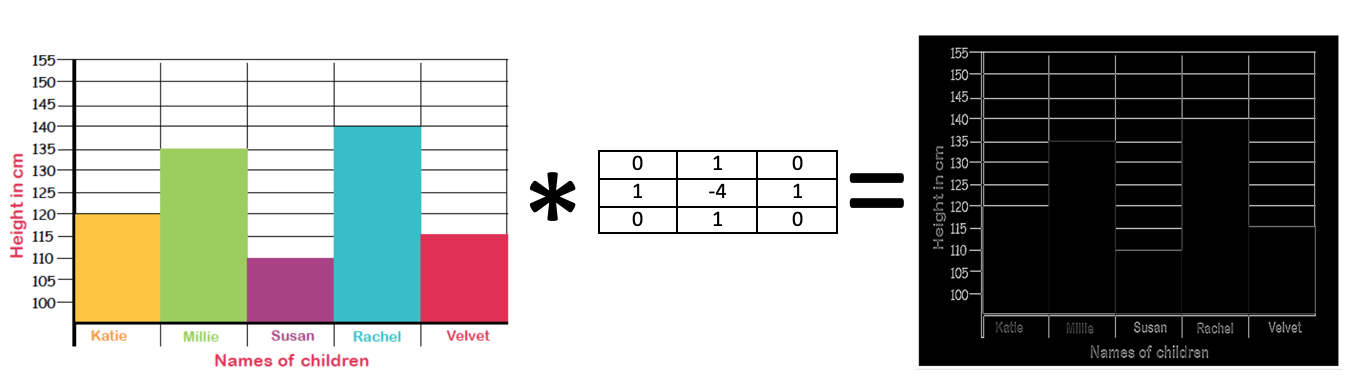 155
150
145
140
135
130
125
120
115
110
105
100
Height in cm
Katie Millie Susan Rachel Velvet
Names of children
*
0 1 0
1 -4 1
0 1 0
=
155
150
145
140
135
130
125
120
115
110
105
100
Height in cm
Katie Millie Susan Rachel Velvet
Names of children